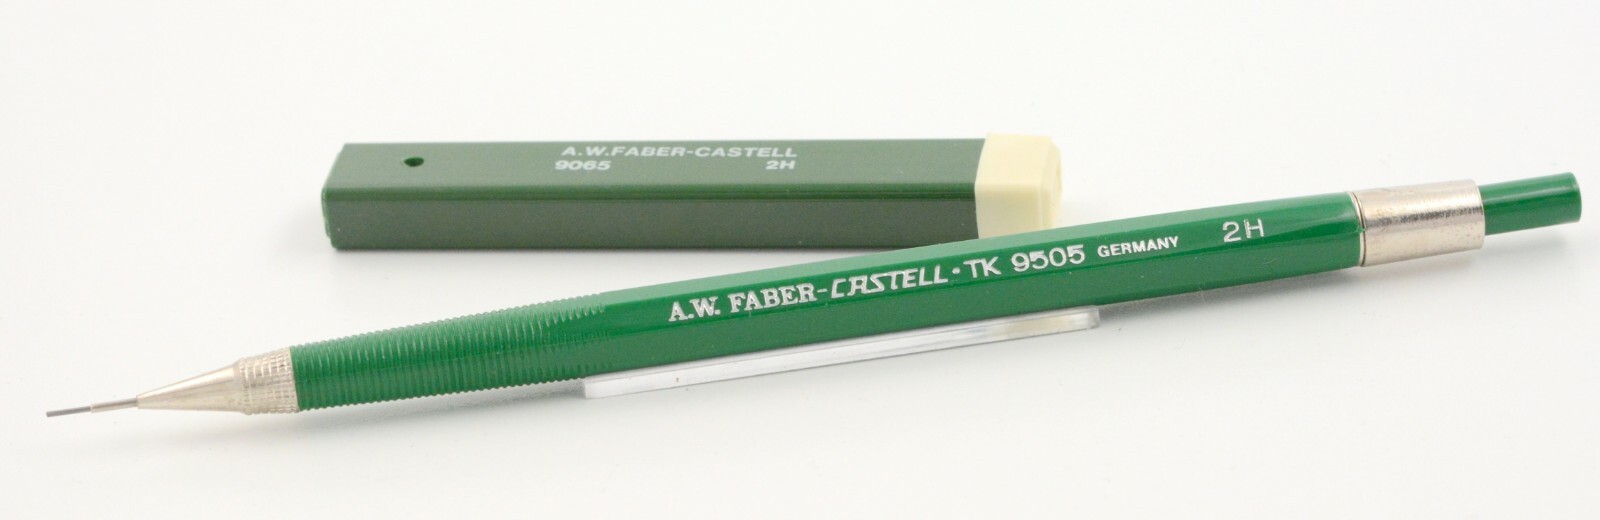 A.W.FABER-CASTELL
9065 2H
A.W. FABER-CASTELL • TK 9505 GERMANY 2H